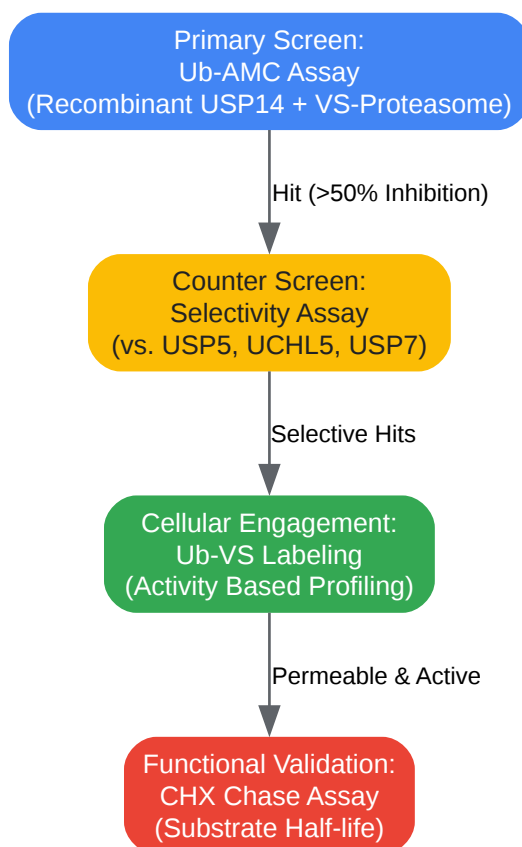 Primary Screen:
Ub-AMC Assay
(Recombinant USP14 + VS-Proteasome)
Hit (>50% Inhibition)
Counter Screen:
Selectivity Assay
(vs. USP5, UCHL5, USP7)
Selective Hits
Cellular Engagement:
Ub-VS Labeling
(Activity Based Profiling)
Permeable & Active
Functional Validation:
CHX Chase Assay
(Substrate Half-life)